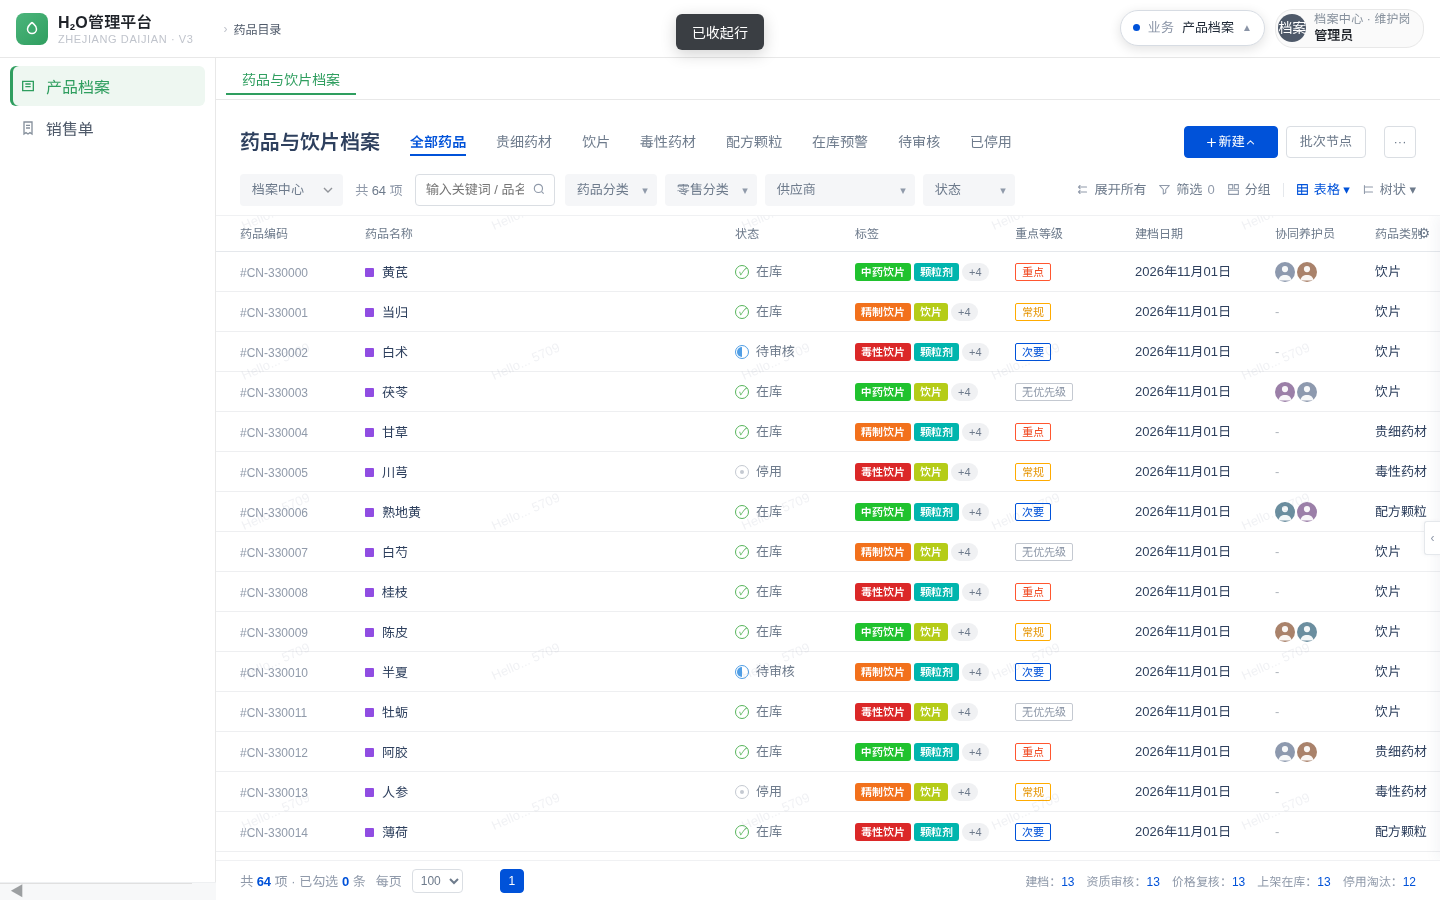 H₂O管理平台
ZHEJIANG DAIJIAN · V3
› 药品目录
已收起行
业务 产品档案 ▲
档案
档案中心 · 维护岗
管理员
产品档案
销售单
药品与饮片档案
药品与饮片档案 全部药品 贵细药材 饮片 毒性药材 配方颗粒 在库预警 待审核 已停用
+新建 批次节点 ···
档案中心 共 64 项 输入关键词 / 品名 药品分类 ▾ 零售分类 ▾ 供应商 ▾ 状态 ▾
展开所有 筛选 0 分组 表格 ▾ 树状 ▾
药品编码 药品名称 状态 标签 重点等级 建档日期 协同养护员 药品类别
#CN-330000 黄芪 在库 中药饮片 颗粒剂 +4 重点 2026年11月01日 饮片
#CN-330001 当归 在库 精制饮片 饮片 +4 常规 2026年11月01日 - 饮片
#CN-330002 白术 待审核 毒性饮片 颗粒剂 +4 次要 2026年11月01日 - 饮片
#CN-330003 茯苓 在库 中药饮片 饮片 +4 无优先级 2026年11月01日 饮片
#CN-330004 甘草 在库 精制饮片 颗粒剂 +4 重点 2026年11月01日 - 贵细药材
#CN-330005 川芎 停用 毒性饮片 饮片 +4 常规 2026年11月01日 - 毒性药材
#CN-330006 熟地黄 在库 中药饮片 颗粒剂 +4 次要 2026年11月01日 配方颗粒
#CN-330007 白芍 在库 精制饮片 饮片 +4 无优先级 2026年11月01日 - 饮片
#CN-330008 桂枝 在库 毒性饮片 颗粒剂 +4 重点 2026年11月01日 - 饮片
#CN-330009 陈皮 在库 中药饮片 饮片 +4 常规 2026年11月01日 饮片
#CN-330010 半夏 待审核 精制饮片 颗粒剂 +4 次要 2026年11月01日 - 饮片
#CN-330011 牡蛎 在库 毒性饮片 饮片 +4 无优先级 2026年11月01日 - 饮片
#CN-330012 阿胶 在库 中药饮片 颗粒剂 +4 重点 2026年11月01日 贵细药材
#CN-330013 人参 停用 精制饮片 饮片 +4 常规 2026年11月01日 - 毒性药材
#CN-330014 薄荷 在库 毒性饮片 颗粒剂 +4 次要 2026年11月01日 - 配方颗粒
Hello... 5709
共 64 项 · 已勾选 0 条 每页 100 1
建档：13 资质审核：13 价格复核：13 上架在库：13 停用淘汰：12